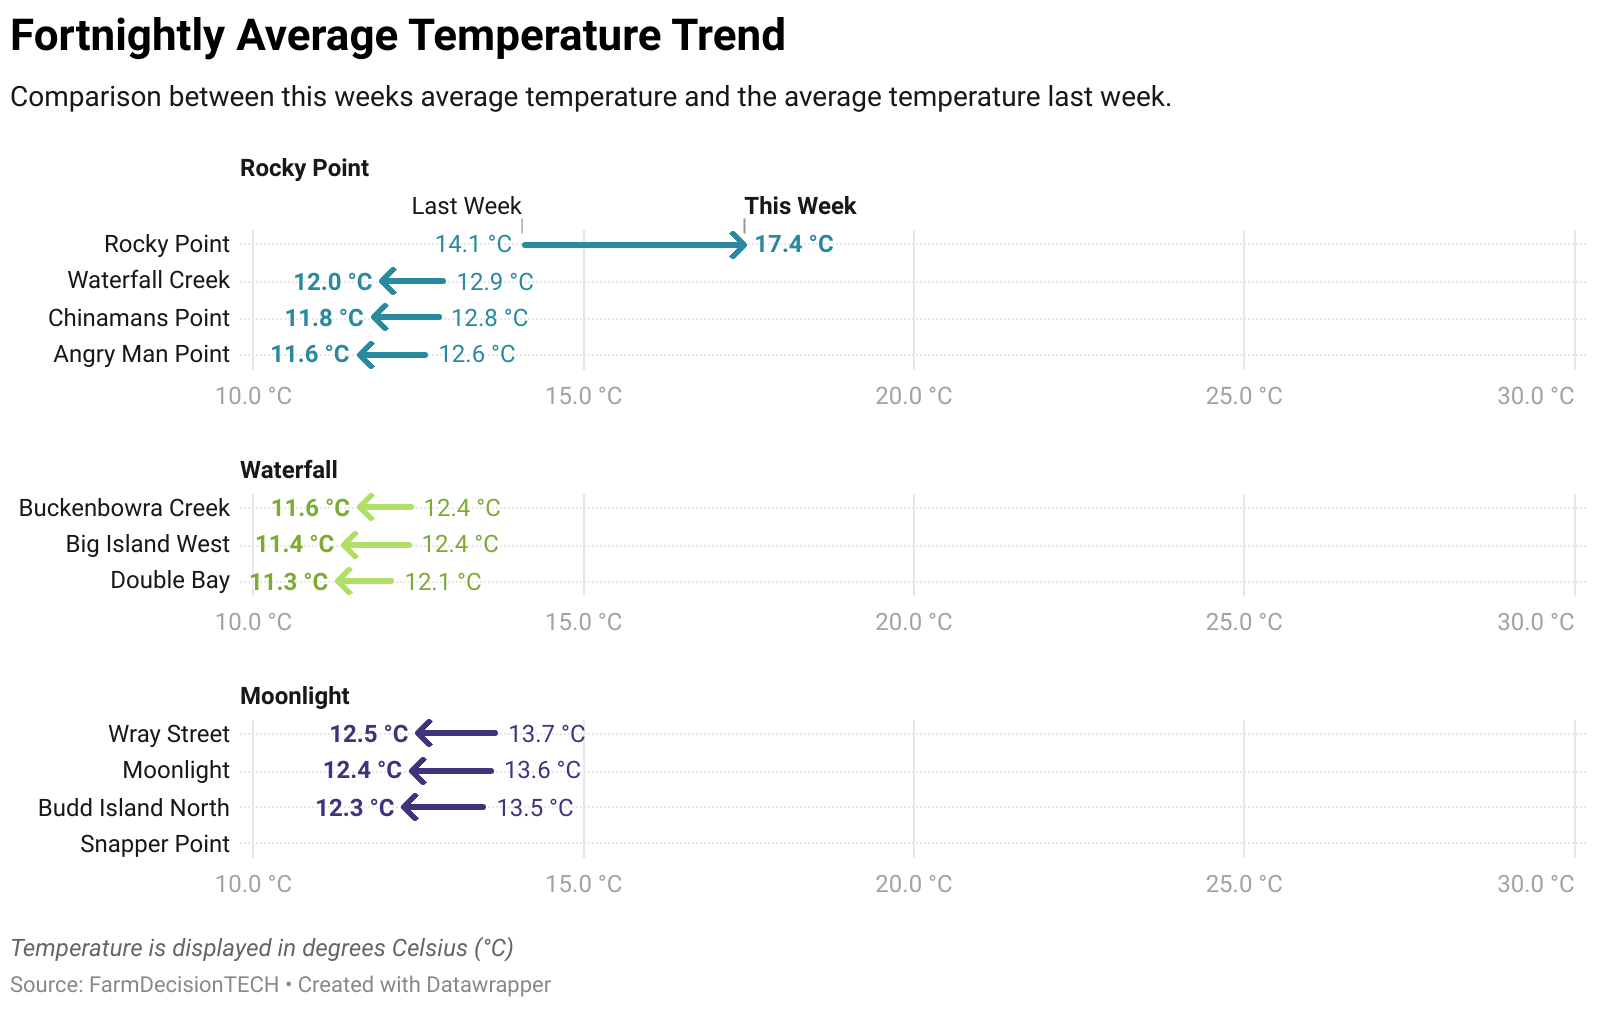 Fortnightly Average Temperature Trend
Comparison between this weeks average temperature and the average temperature last week.
Rocky Point
Last Week This Week
Rocky Point 14.1 °C 17.4 °C
Waterfall Creek 12.0 °C 12.9 °C
Chinamans Point 11.8 °C 12.8 °C
Angry Man Point 11.6 °C 12.6 °C
10.0 °C 15.0 °C 20.0 °C 25.0 °C 30.0 °C
Waterfall
Buckenbowra Creek 11.6 °C 12.4 °C
Big Island West 11.4 °C 12.4 °C
Double Bay 11.3 °C 12.1 °C
10.0 °C 15.0 °C 20.0 °C 25.0 °C 30.0 °C
Moonlight
Wray Street 12.5 °C 13.7 °C
Moonlight 12.4 °C 13.6 °C
Budd Island North 12.3 °C 13.5 °C
Snapper Point
10.0 °C 15.0 °C 20.0 °C 25.0 °C 30.0 °C
Temperature is displayed in degrees Celsius (°C)
Source: FarmDecisionTECH • Created with Datawrapper